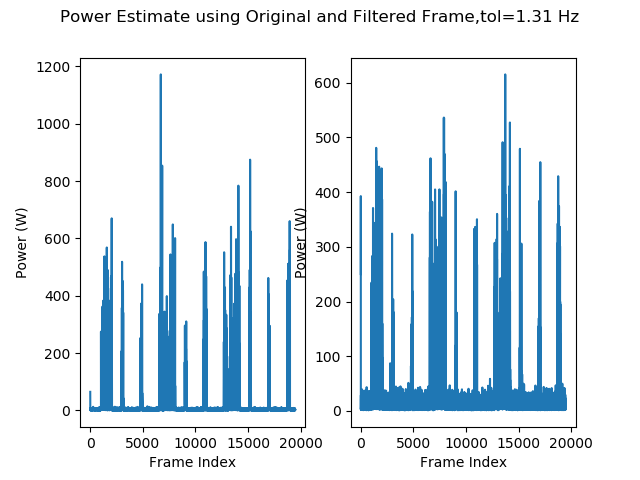 Power Estimate using Original and Filtered Frame,tol=1.31 Hz
1200
1000
800
600
400
200
0
Power (W)
0 5000 10000 15000 20000
Frame Index
600
500
400
300
200
100
0
Power (W)
0 5000 10000 15000 20000
Frame Index